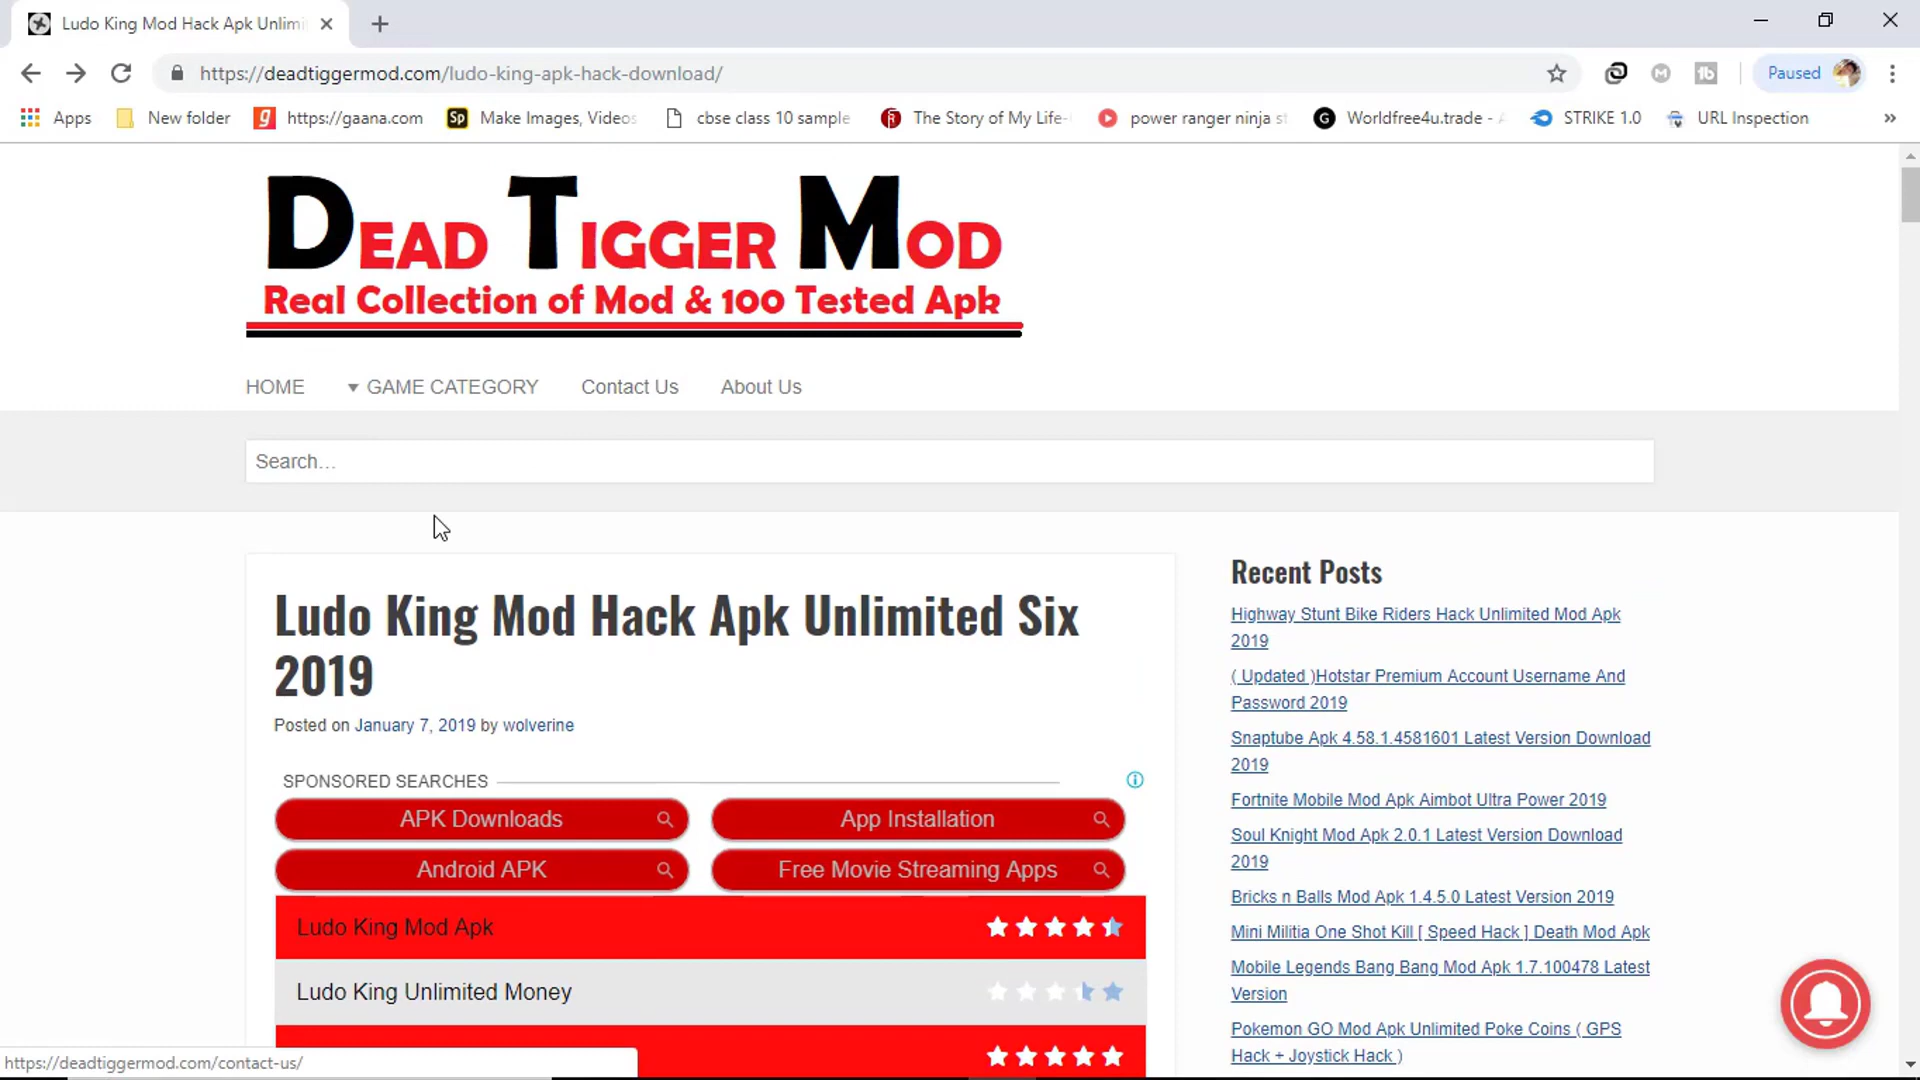 Ludo King Mod Hack Apk Unlimi
https://deadtiggermod.com/ludo-king-apk-hack-download/
Paused
Apps
New folder
https://gaana.com
Make Images, Videos
cbse class 10 sample
The Story of My Life-
power ranger ninja st
Worldfree4u.trade -
STRIKE 1.0
URL Inspection
»
DEAD TIGGER MOD
Real Collection of Mod & 100 Tested Apk
HOME
GAME CATEGORY
Contact Us
About Us
Search…
Ludo King Mod Hack Apk Unlimited Six
2019
Posted on January 7, 2019 by wolverine
SPONSORED SEARCHES
APK Downloads
App Installation
Android APK
Free Movie Streaming Apps
Ludo King Mod Apk
Ludo King Unlimited Money
Recent Posts
Highway Stunt Bike Riders Hack Unlimited Mod Apk
2019
( Updated )Hotstar Premium Account Username And
Password 2019
Snaptube Apk 4.58.1.4581601 Latest Version Download
2019
Fortnite Mobile Mod Apk Aimbot Ultra Power 2019
Soul Knight Mod Apk 2.0.1 Latest Version Download
2019
Bricks n Balls Mod Apk 1.4.5.0 Latest Version 2019
Mini Militia One Shot Kill [ Speed Hack ] Death Mod Apk
Mobile Legends Bang Bang Mod Apk 1.7.100478 Latest
Version
Pokemon GO Mod Apk Unlimited Poke Coins ( GPS
Hack + Joystick Hack )
https://deadtiggermod.com/contact-us/